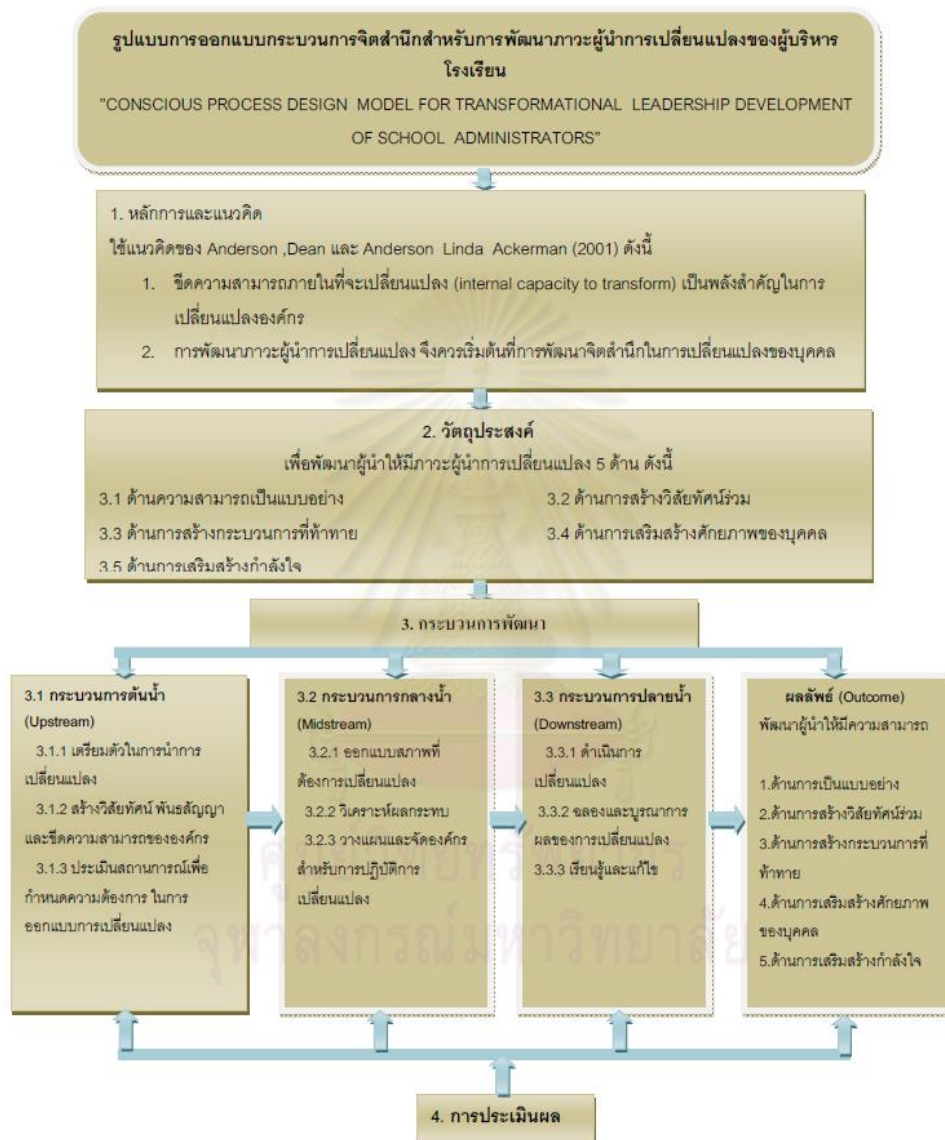 รูปแบบการออกแบบกระบวนการจิตสำนึกสำหรับการพัฒนาภาวะผู้นำการเปลี่ยนแปลงของผู้บริหาร
โรงเรียน
"CONSCIOUS PROCESS DESIGN MODEL FOR TRANSFORMATIONAL LEADERSHIP DEVELOPMENT
OF SCHOOL ADMINISTRATORS"
1. หลักการและแนวคิด
ใช้แนวคิดของ Anderson ,Dean และ Anderson Linda Ackerman (2001) ดังนี้
1. ขีดความสามารถภายในที่จะเปลี่ยนแปลง (internal capacity to transform) เป็นพลังสำคัญในการ
เปลี่ยนแปลงองค์กร
2. การพัฒนาภาวะผู้นำการเปลี่ยนแปลง จึงควรเริ่มต้นที่การพัฒนาจิตสำนึกในการเปลี่ยนแปลงของบุคคล
2. วัตถุประสงค์
เพื่อพัฒนาผู้นำให้มีภาวะผู้นำการเปลี่ยนแปลง 5 ด้าน ดังนี้
3.1 ด้านความสามารถเป็นแบบอย่าง
3.2 ด้านการสร้างวิสัยทัศน์ร่วม
3.3 ด้านการสร้างกระบวนการที่ท้าทาย
3.4 ด้านการเสริมสร้างศักยภาพของบุคคล
3.5 ด้านการเสริมสร้างกำลังใจ
3. กระบวนการพัฒนา
3.1 กระบวนการต้นน้ำ
(Upstream)
3.1.1 เตรียมตัวในการนำการ
เปลี่ยนแปลง
3.1.2 สร้างวิสัยทัศน์ พันธสัญญา
และขีดความสามารถขององค์กร
3.1.3 ประเมินสถานการณ์เพื่อ
กำหนดความต้องการ ในการ
ออกแบบการเปลี่ยนแปลง
3.2 กระบวนการกลางน้ำ
(Midstream)
3.2.1 ออกแบบสภาพที่
ต้องการเปลี่ยนแปลง
3.2.2 วิเคราะห์ผลกระทบ
3.2.3 วางแผนและจัดองค์กร
สำหรับการปฏิบัติการ
เปลี่ยนแปลง
3.3 กระบวนการปลายน้ำ
(Downstream)
3.3.1 ดำเนินการ
เปลี่ยนแปลง
3.3.2 ฉลองและบูรณาการ
ผลของการเปลี่ยนแปลง
3.3.3 เรียนรู้และแก้ไข
ผลลัพธ์ (Outcome)
พัฒนาผู้นำให้มีความสามารถ
1.ด้านการเป็นแบบอย่าง
2.ด้านการสร้างวิสัยทัศน์ร่วม
3.ด้านการสร้างกระบวนการที่
ท้าทาย
4.ด้านการเสริมสร้างศักยภาพ
ของบุคคล
5.ด้านการเสริมสร้างกำลังใจ
ศูนย์วิทยทรัพยากร
จุฬาลงกรณ์มหาวิทยาลัย
4. การประเมินผล